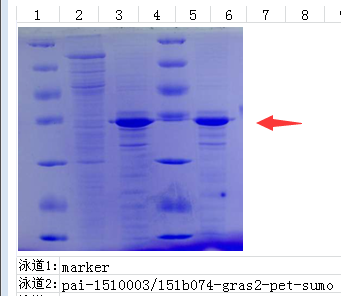 1 2 3 4 5 6 7 8 9
泳道1: marker
泳道2: pai-1510003/151b074-gras2-pet-sumo